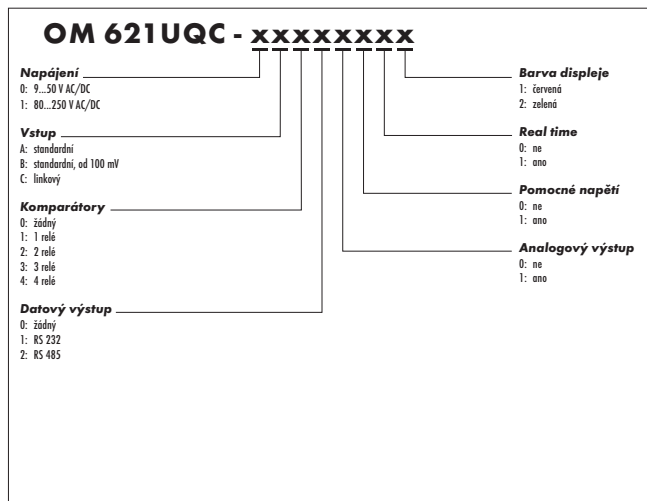 OM 621UQC - xxxxxxxx
Napájení
0: 9...50 V AC/DC
1: 80...250 V AC/DC
Vstup
A: standardní
B: standardní, od 100 mV
C: linkový
Komparátory
0: žádný
1: 1 relé
2: 2 relé
3: 3 relé
4: 4 relé
Datový výstup
0: žádný
1: RS 232
2: RS 485
Barva displeje
1: červená
2: zelená
Real time
0: ne
1: ano
Pomocné napětí
0: ne
1: ano
Analogový výstup
0: ne
1: ano